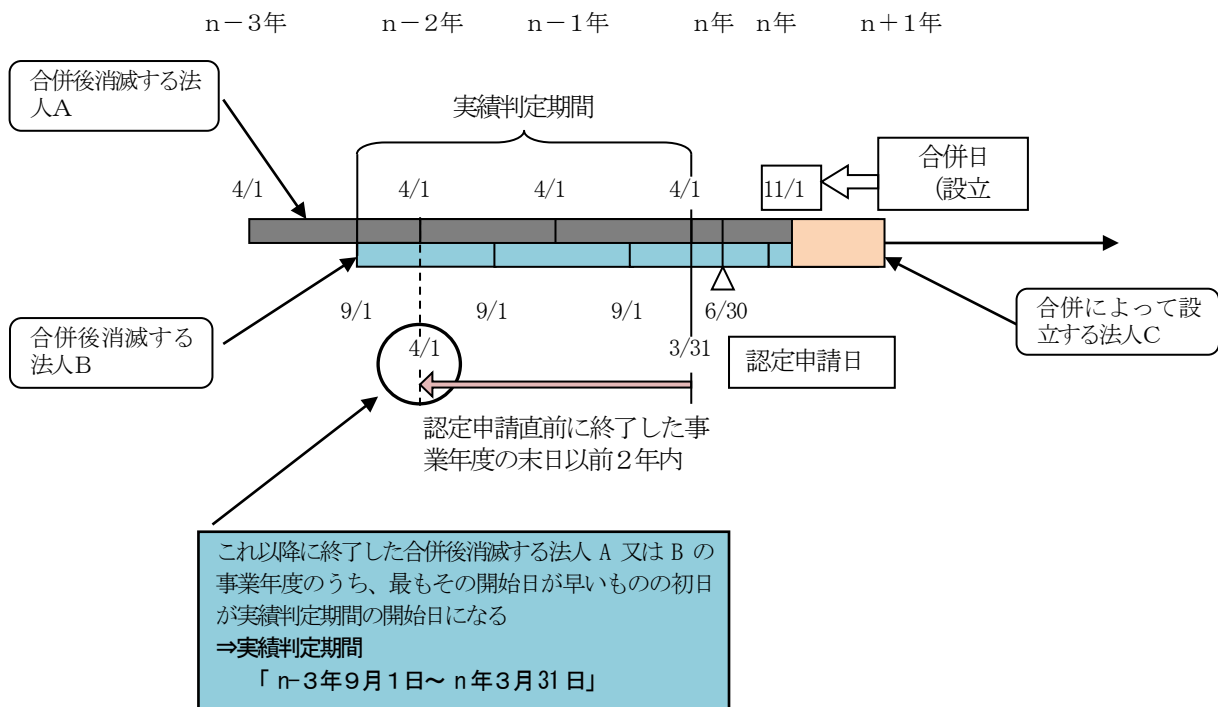 n－3年 n－2年 n－1年 n年 n年 n＋1年
合併後消滅する法
人A
実績判定期間
合併日
（設立
4/1 4/1 4/1 4/1 11/1
9/1 9/1 9/1 6/30
合併後消滅する
法人B
4/1 3/31
認定申請日
合併によって設
立する法人C
認定申請直前に終了した事
業年度の末日以前２年内
これ以降に終了した合併後消滅する法人 A 又は B の
事業年度のうち、最もその開始日が早いものの初日
が実績判定期間の開始日になる
⇒実績判定期間
「 n-3年９月１日～ n 年３月 31 日」